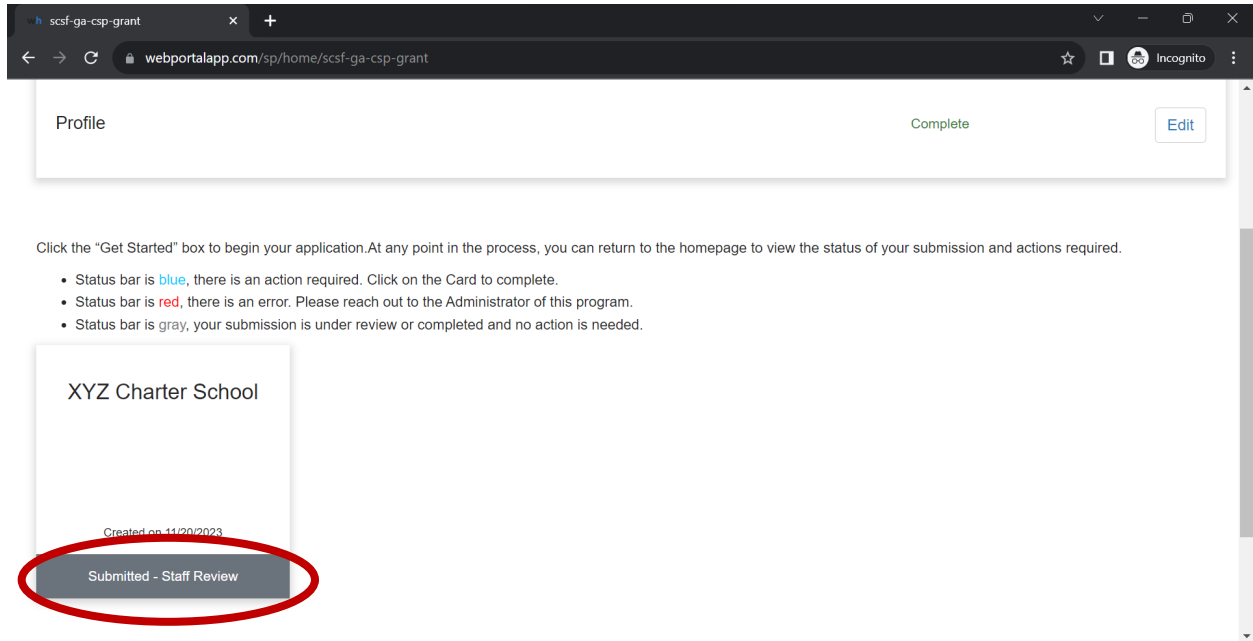 wh scsf-ga-csp-grant
webportalapp.com/sp/home/scsf-ga-csp-grant
Incognito
Profile
Complete
Edit
Click the “Get Started” box to begin your application.At any point in the process, you can return to the homepage to view the status of your submission and actions required.
Status bar is blue, there is an action required. Click on the Card to complete.
Status bar is red, there is an error. Please reach out to the Administrator of this program.
Status bar is gray, your submission is under review or completed and no action is needed.
XYZ Charter School
Created on 11/20/2023
Submitted - Staff Review